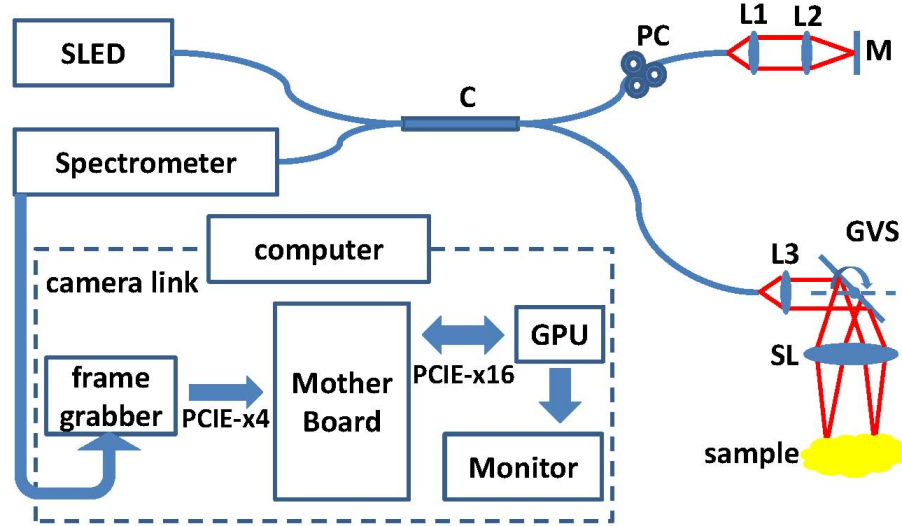 SLED
Spectrometer
C
PC
L1
L2
M
computer
camera link
frame
grabber
PCIE-x4
Mother
Board
PCIE-x16
GPU
Monitor
L3
GVS
SL
sample